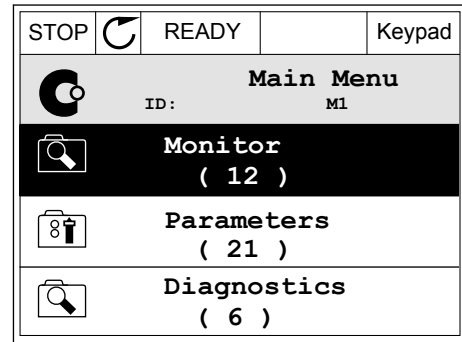 STOP READY Keypad
Main Menu
ID: M1
Monitor
( 12 )
Parameters
( 21 )
Diagnostics
( 6 )